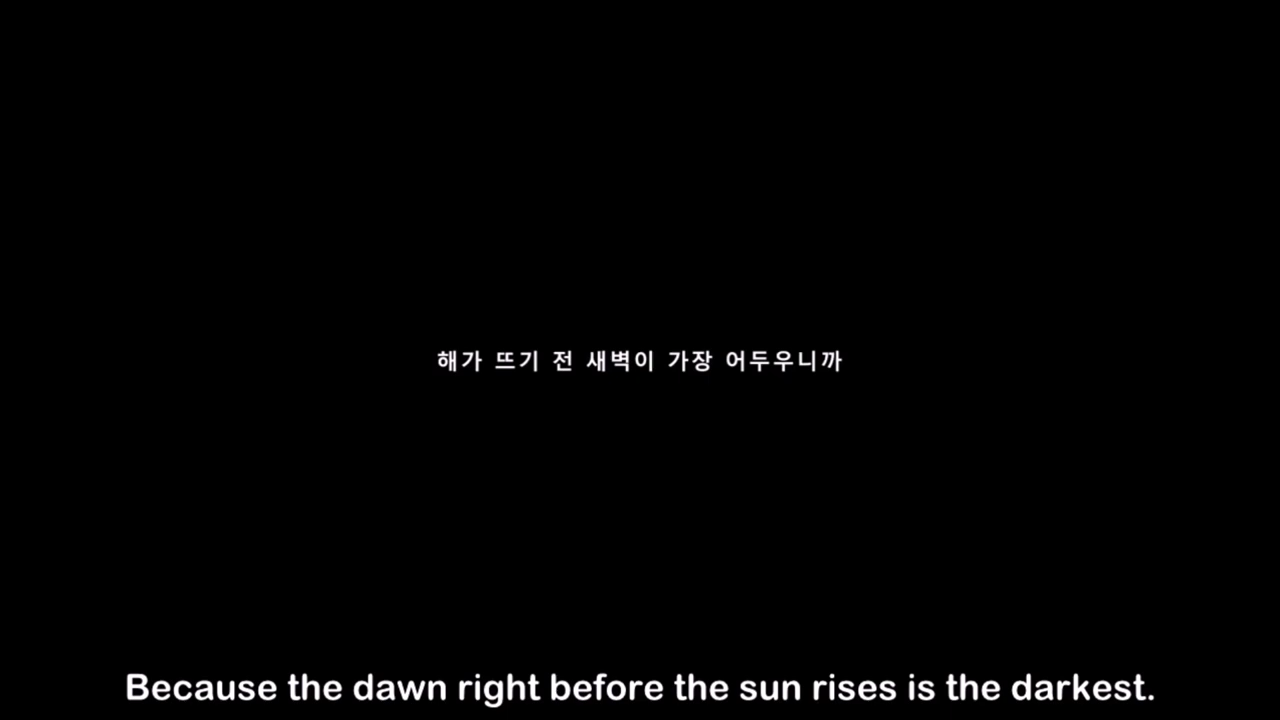 해가 뜨기 전 새벽이 가장 어두우니까
Because the dawn right before the sun rises is the darkest.